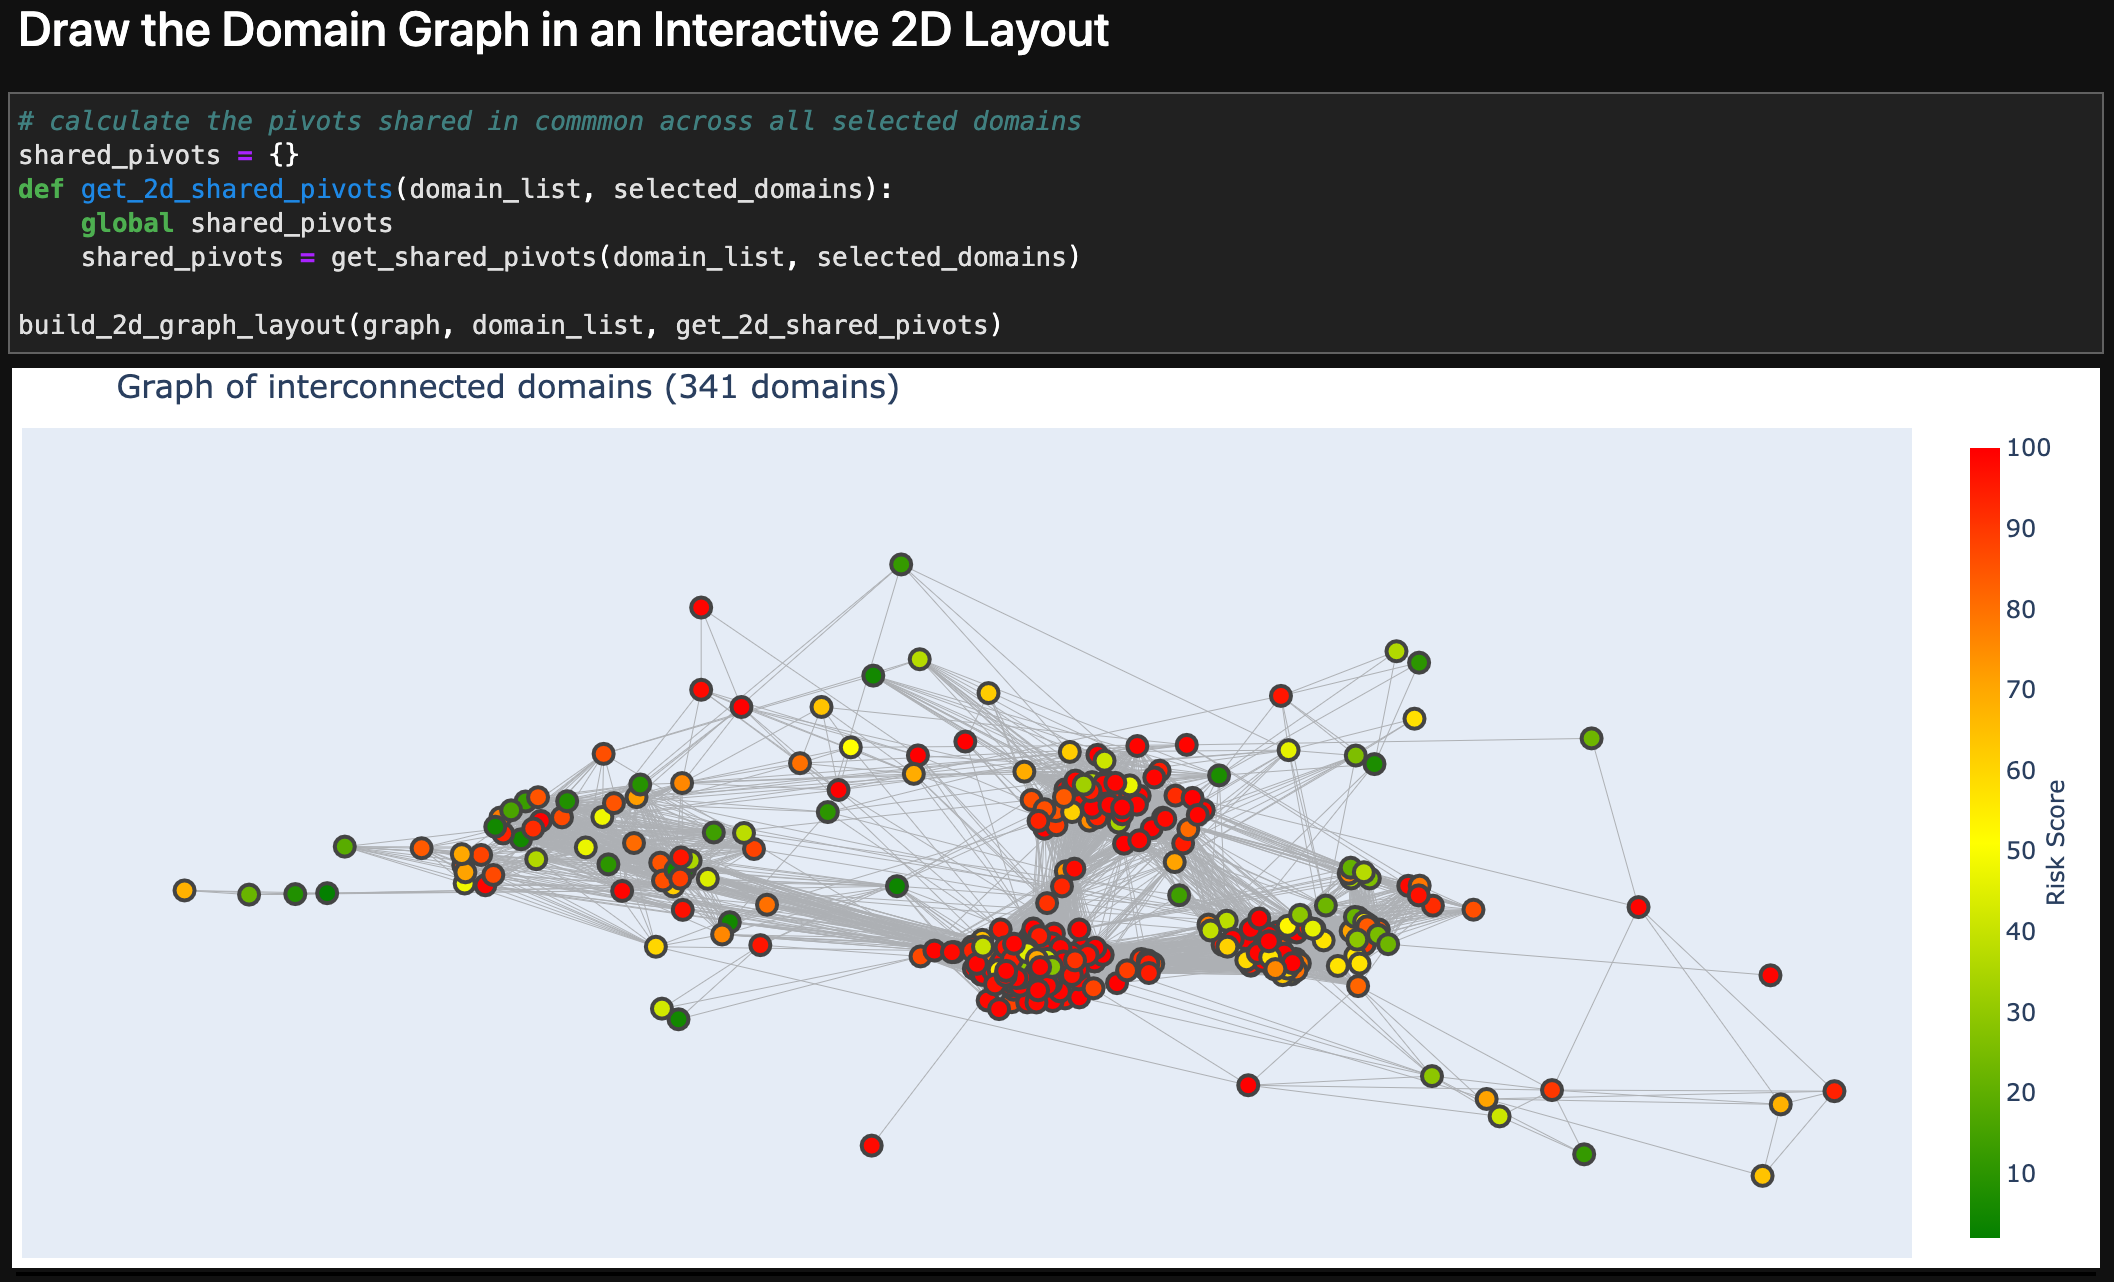 Draw the Domain Graph in an Interactive 2D Layout
# calculate the pivots shared in commmon across all selected domains
shared_pivots = {}
def get_2d_shared_pivots(domain_list, selected_domains):
    global shared_pivots
    shared_pivots = get_shared_pivots(domain_list, selected_domains)
build_2d_graph_layout(graph, domain_list, get_2d_shared_pivots)
Graph of interconnected domains (341 domains)
100
90
80
70
60
50
40
30
20
10
Risk Score